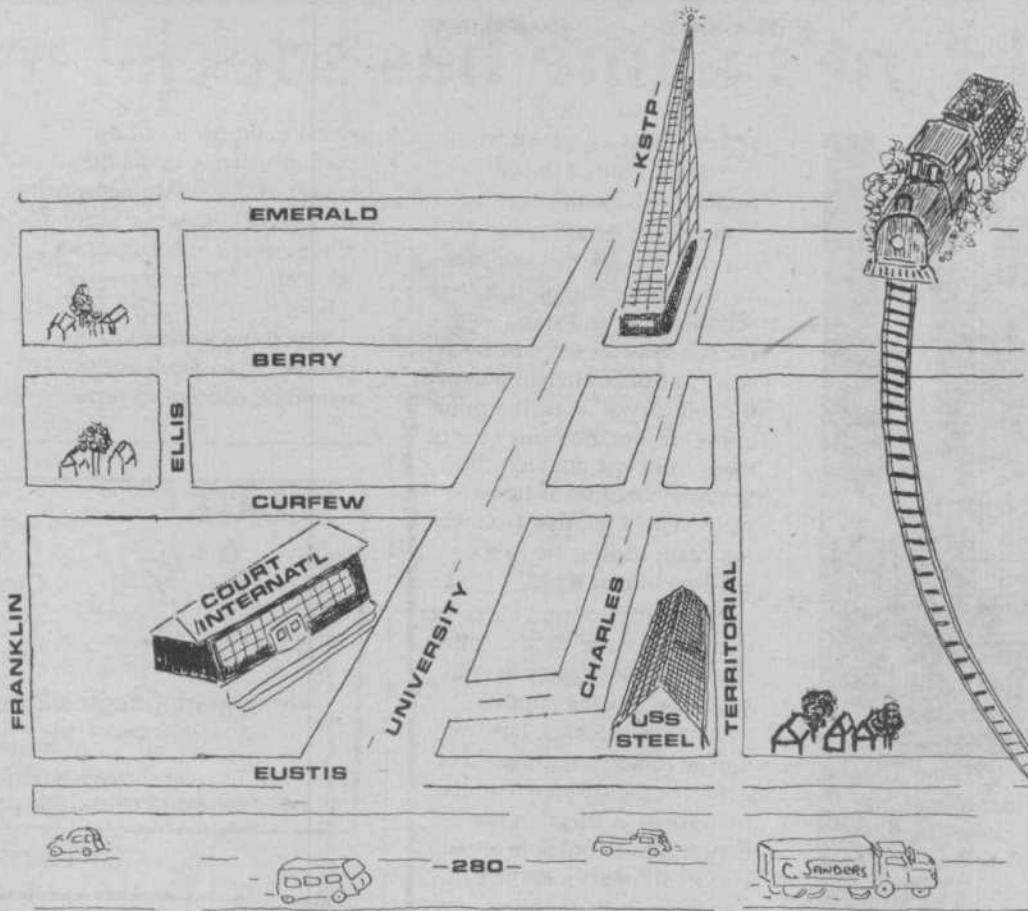 -KSTP-
EMERALD
BERRY
ELLIS
CURFEW
COURT
INTERNAT'L
FRANKLIN
UNIVERSITY
CHARLES
TERRITORIAL
USS
STEEL
EUSTIS
-280-
C. SANDERS